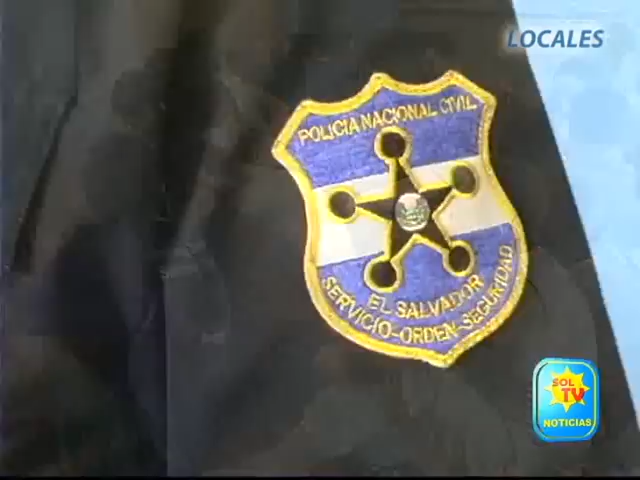 LOCALES
POLICIA NACIONAL CIVIL
EL SALVADOR
SERVICIO-ORDEN-SEGURIDAD
SOL
TV
NOTICIAS